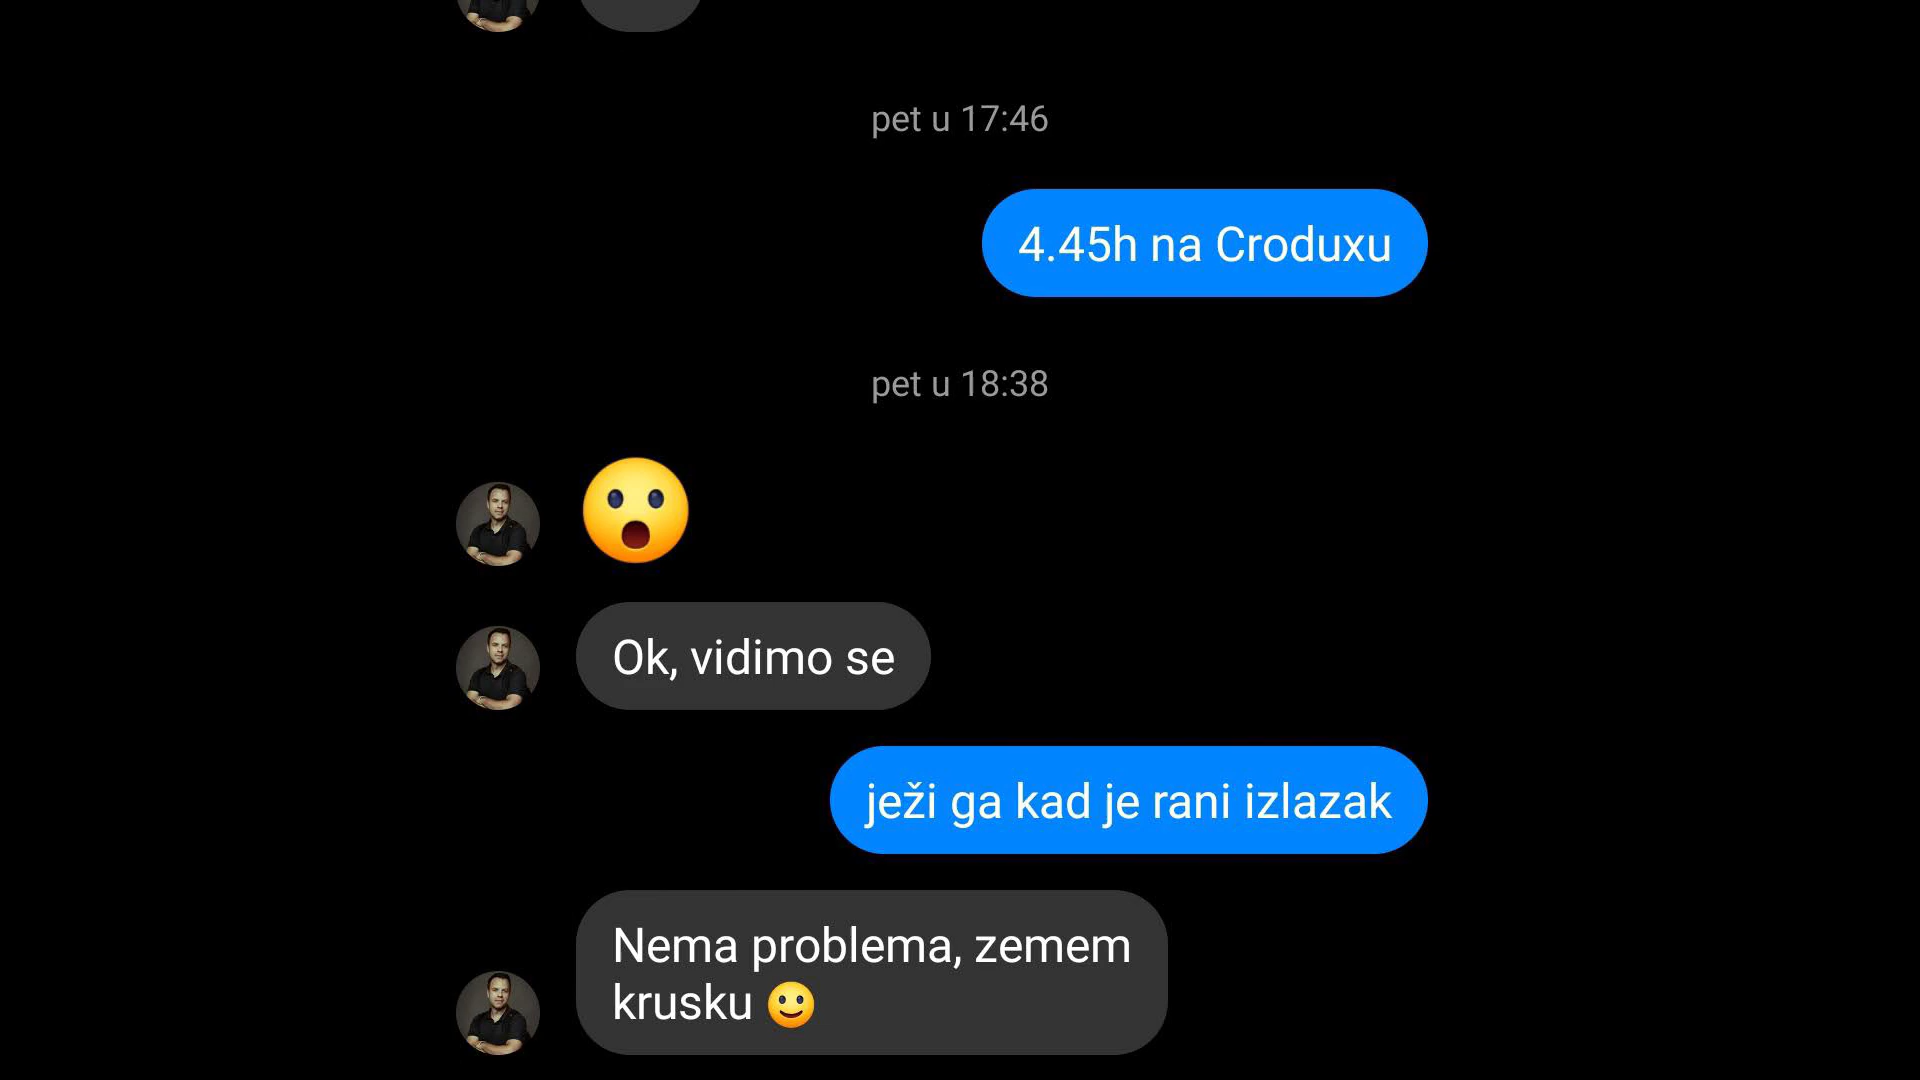 pet u 17:46
4.45h na Croduxu
pet u 18:38
😮
Ok, vidimo se
ježi ga kad je rani izlazak
Nema problema, zemem
krusku 🙂